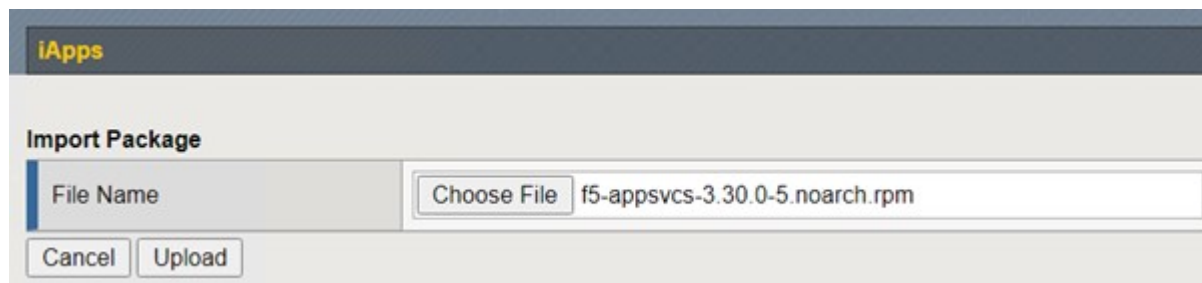 iApps
Import Package
File Name Choose File f5-appsvcs-3.30.0-5.noarch.rpm
Cancel Upload